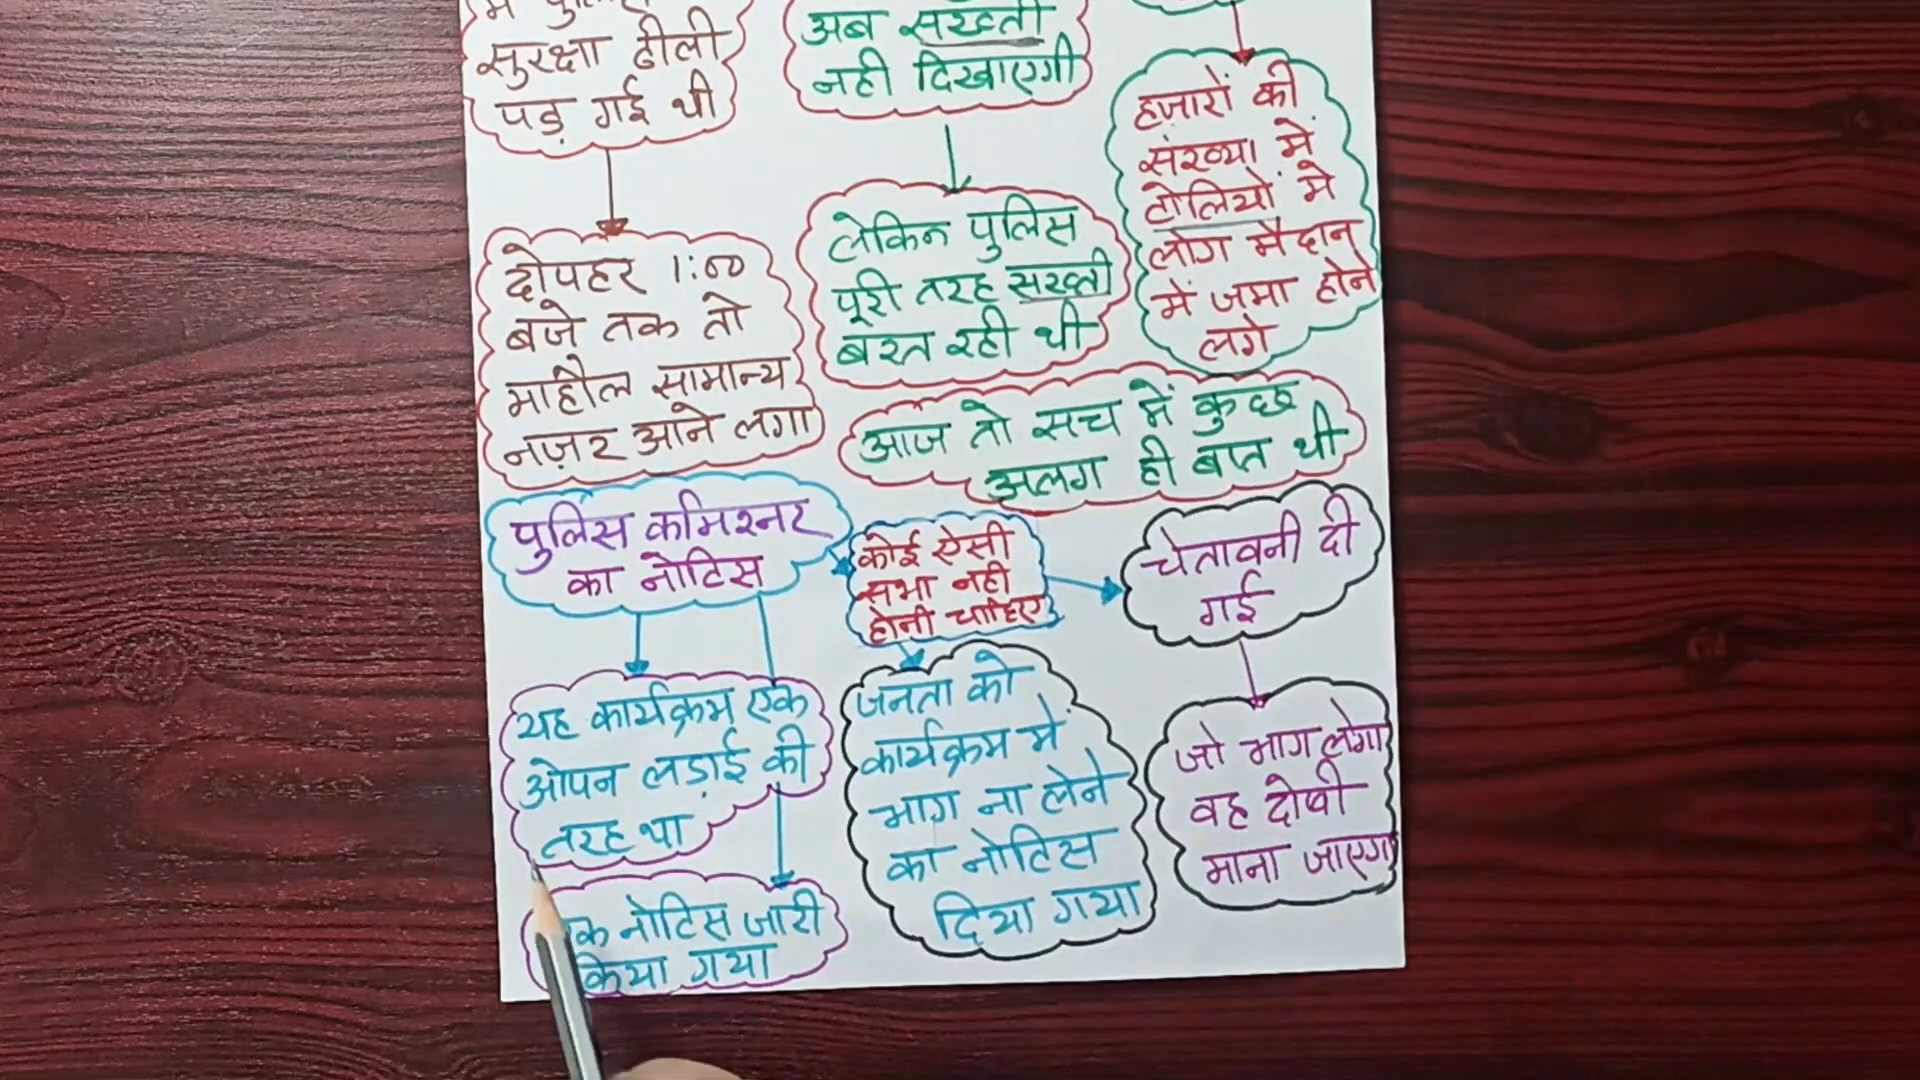 सुरक्षा ढीली
पड़ गई थी
अब सख्ती
नही दिखाएगी
हज़ारों की
संख्या में
टोलियों में
लोग मैदान
में जमा होने
लगे
दोपहर 1:00
बजे तक तो
माहौल सामान्य
नज़र आने लगा
लेकिन पुलिस
पूरी तरह सख्ती
बरत रही थी
आज तो सच में कुछ
अलग ही बात थी
पुलिस कमिश्नर
का नोटिस
कोई ऐसी
सभा नही
होनी चाहिए
चेतावनी दी
गई
यह कार्यक्रम एक
ओपन लड़ाई की
तरह था
नोटिस जारी
किया गया
जनता को
कार्यक्रम में
भाग ना लेने
का नोटिस
दिया गया
जो भाग लेगा
वह दोषी
माना जाएगा